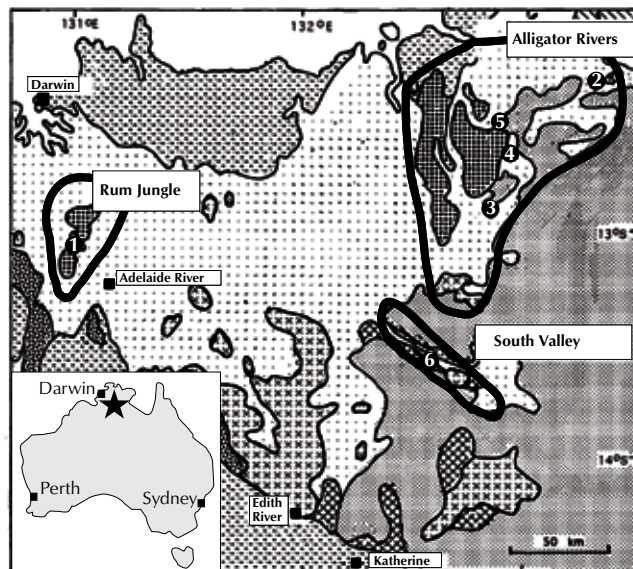 131°E
132°E
Alligator Rivers
Darwin
2
5
4
Rum Jungle
3
1
13°S
Adelaide River
South Valley
6
Darwin
14°S
Perth
Sydney
Edith
River
50 km
Katherine